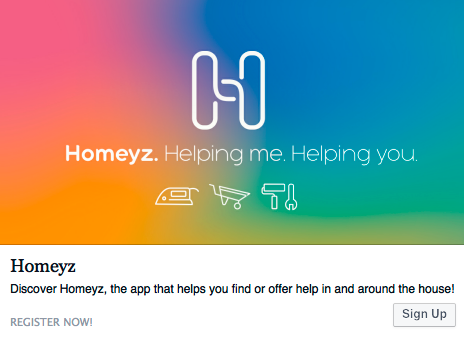 H
Homeyz. Helping me. Helping you.
Homeyz
Discover Homeyz, the app that helps you find or offer help in and around the house!
REGISTER NOW!
Sign Up